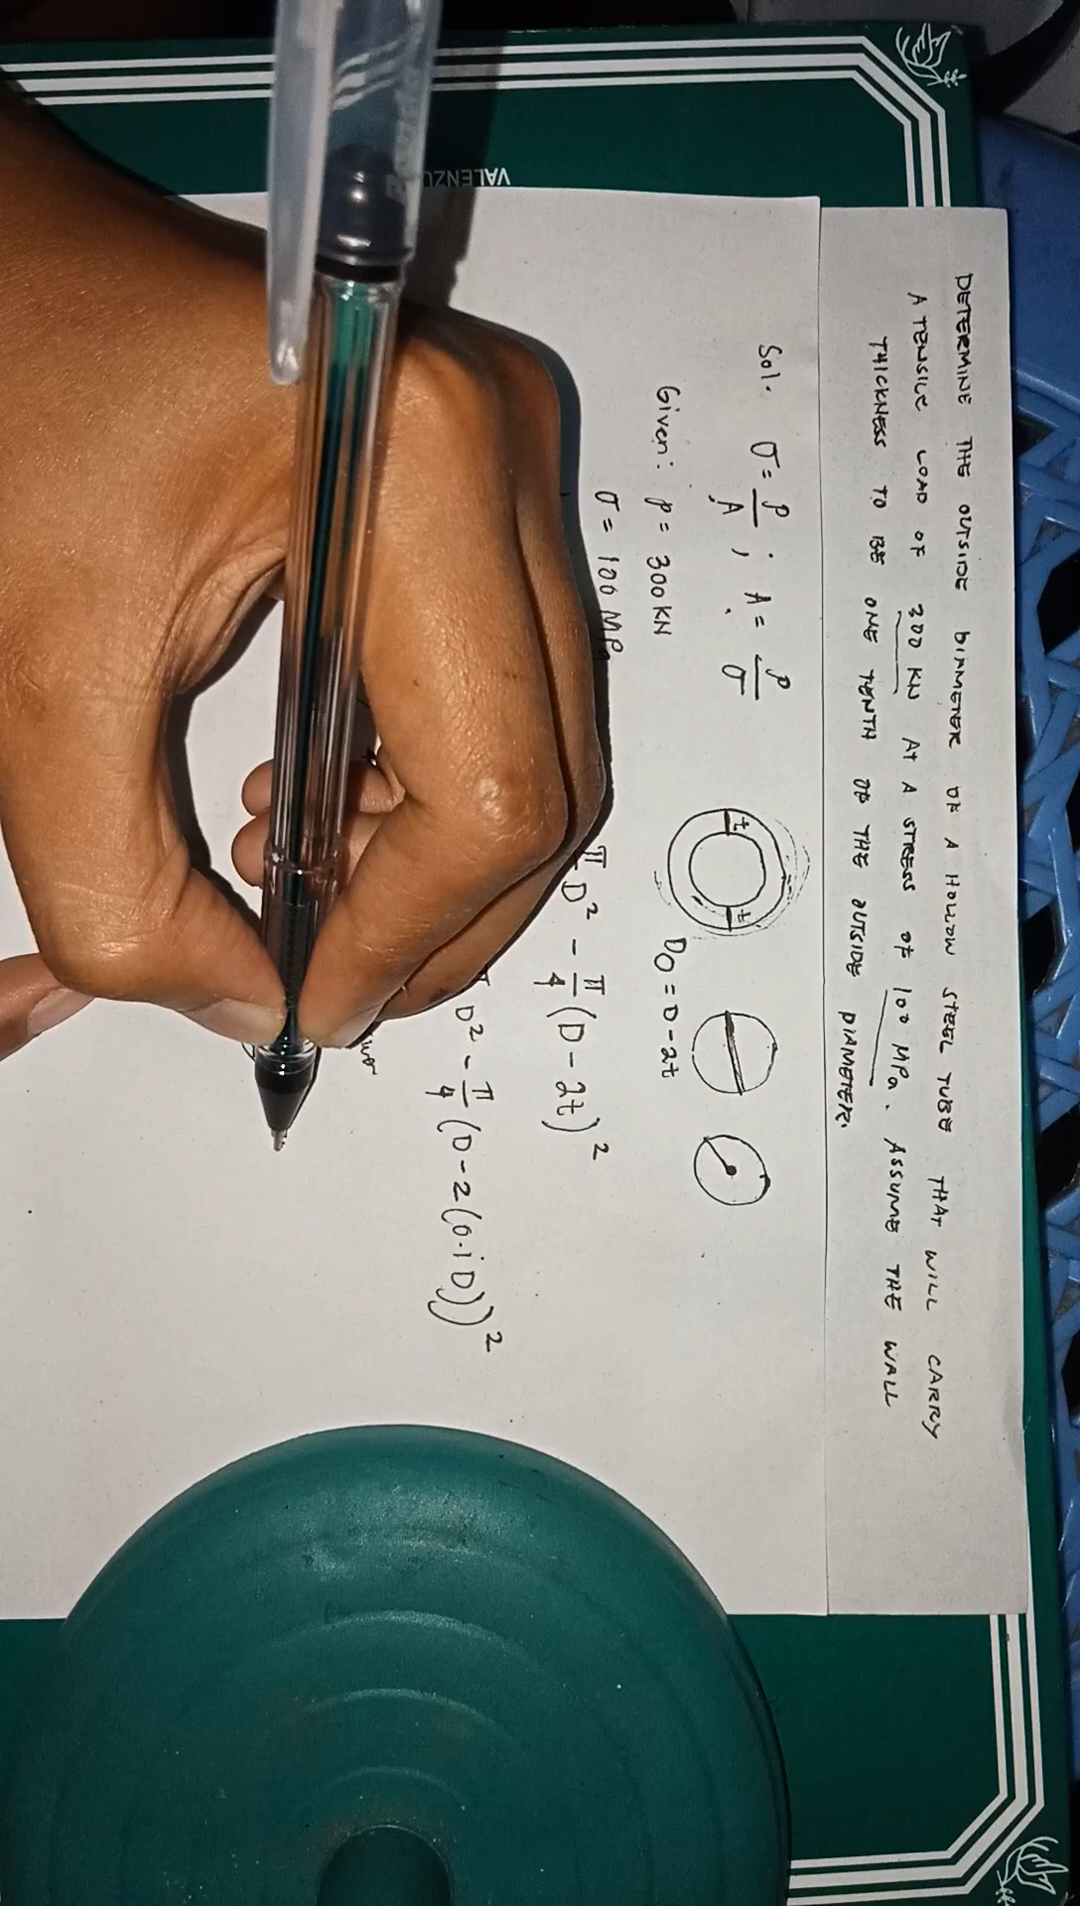 DETERMINE THE OUTSIDE DIAMETER OF A HOLLOW STEEL TUBE THAT WILL CARRY
A TENSILE LOAD OF 300 KN AT A STRESS OF 100 MPa. ASSUME THE WALL
THICKNESS TO BE ONE TENTH OF THE OUTSIDE DIAMETER.
Sol. σ = P/A ; A = P/σ
t t
Given: P = 300 KN
DO = D - 2t
σ = 100 MPa
π D² - π/4 (D - 2t)²
D² - π/4 (D - 2(0.1D))²
VALENZU